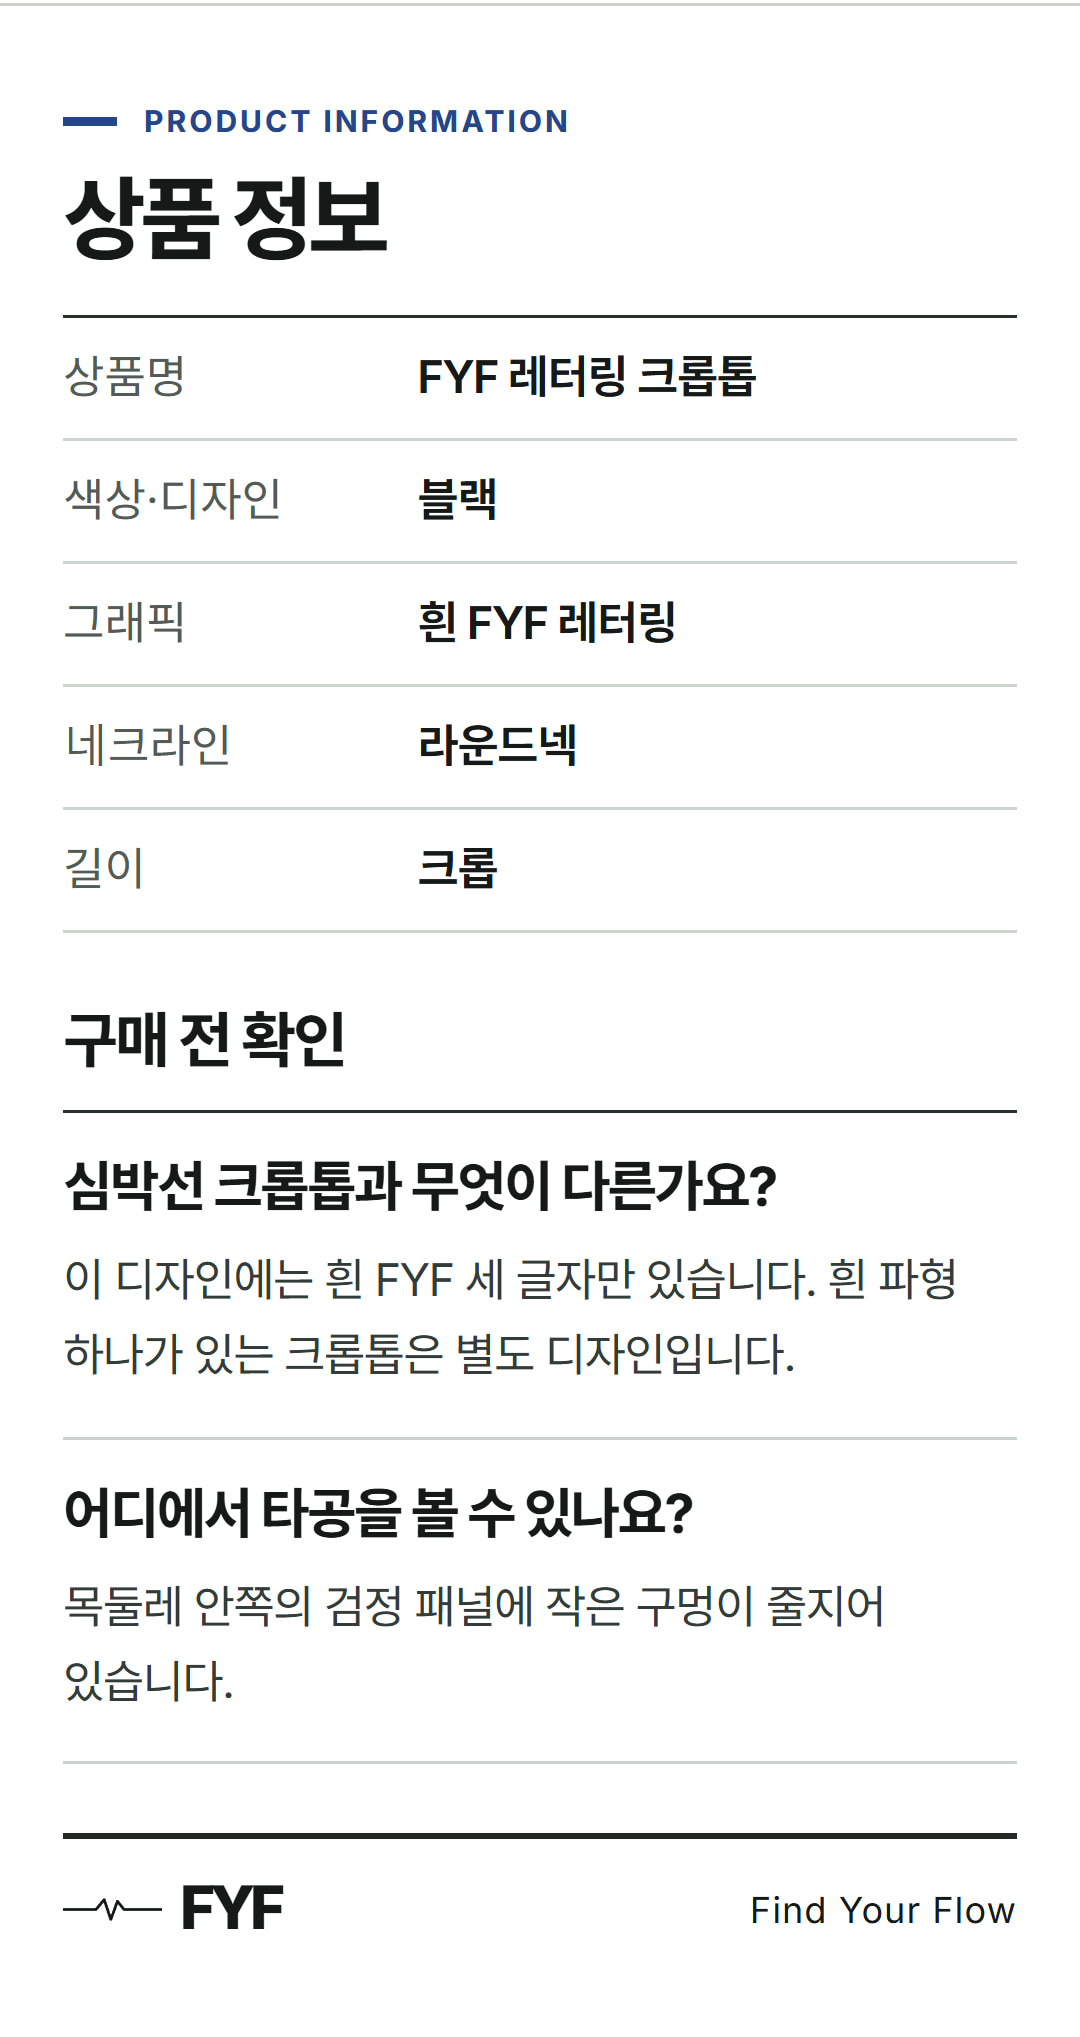 PRODUCT INFORMATION
상품 정보
상품명 FYF 레터링 크롭톱
색상·디자인 블랙
그래픽 흰 FYF 레터링
네크라인 라운드넥
길이 크롭
구매 전 확인
심박선 크롭톱과 무엇이 다른가요?
이 디자인에는 흰 FYF 세 글자만 있습니다. 흰 파형
하나가 있는 크롭톱은 별도 디자인입니다.
어디에서 타공을 볼 수 있나요?
목둘레 안쪽의 검정 패널에 작은 구멍이 줄지어
있습니다.
FYF Find Your Flow